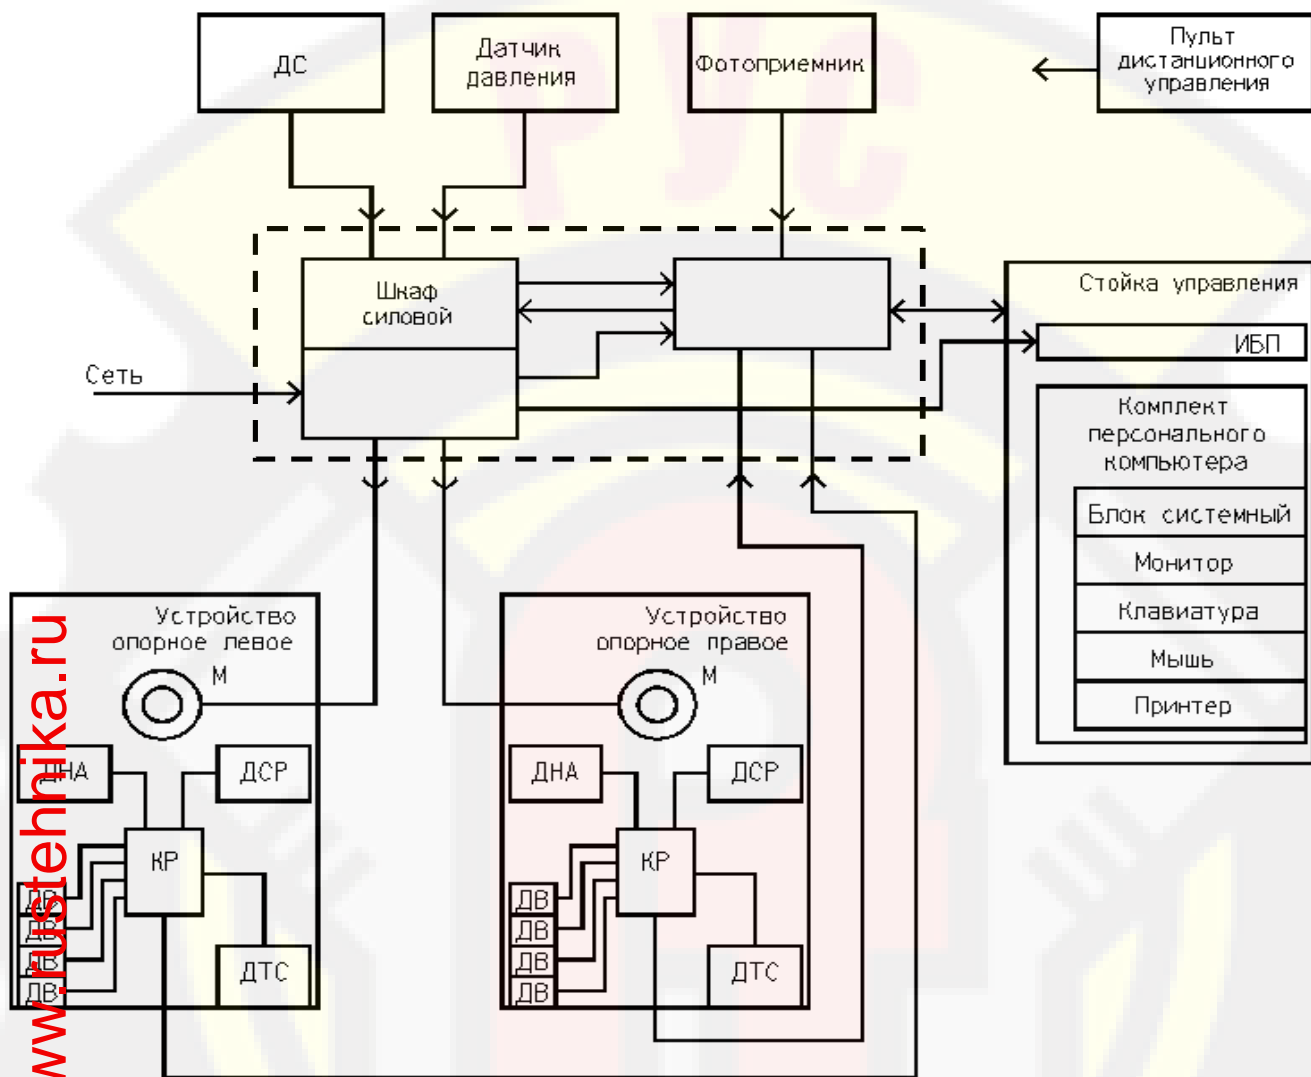 РУС
ДС
Датчик
давления
Фотоприемник
Пульт
дистанционного
управления
Шкаф
силовой
Сеть
Стойка управления
ИБП
Комплект
персонального
компьютера
Блок системный
Монитор
Клавиатура
Мышь
Принтер
Устройство
опорное левое
М
ДНА
ДСР
КР
ДВ
ДВ
ДВ
ДВ
ДТС
Устройство
опорное правое
М
ДНА
ДСР
КР
ДВ
ДВ
ДВ
ДВ
ДТС
www.rustehnika.ru